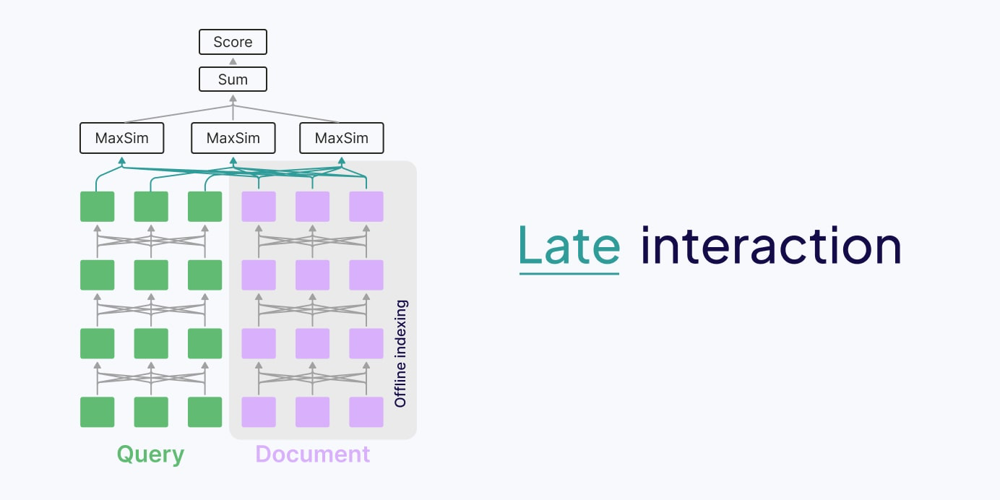 Score
Sum
MaxSim MaxSim MaxSim
Late interaction
Offline indexing
Query Document